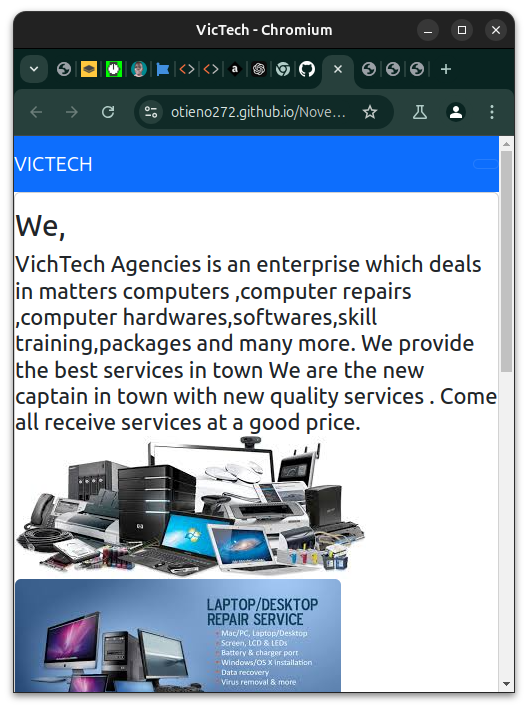 VicTech - Chromium
otieno272.github.io/Nove…
VICTECH
We,
VichTech Agencies is an enterprise which deals
in matters computers ,computer repairs
,computer hardwares,softwares,skill
training,packages and many more. We provide
the best services in town We are the new
captain in town with new quality services . Come
all receive services at a good price.
LAPTOP/DESKTOP
REPAIR SERVICE
Mac/PC, Laptop/Desktop
Screen, LCD & LEDs
Battery & charger port
Windows/OS X installation
Data recovery
Virus removal & more